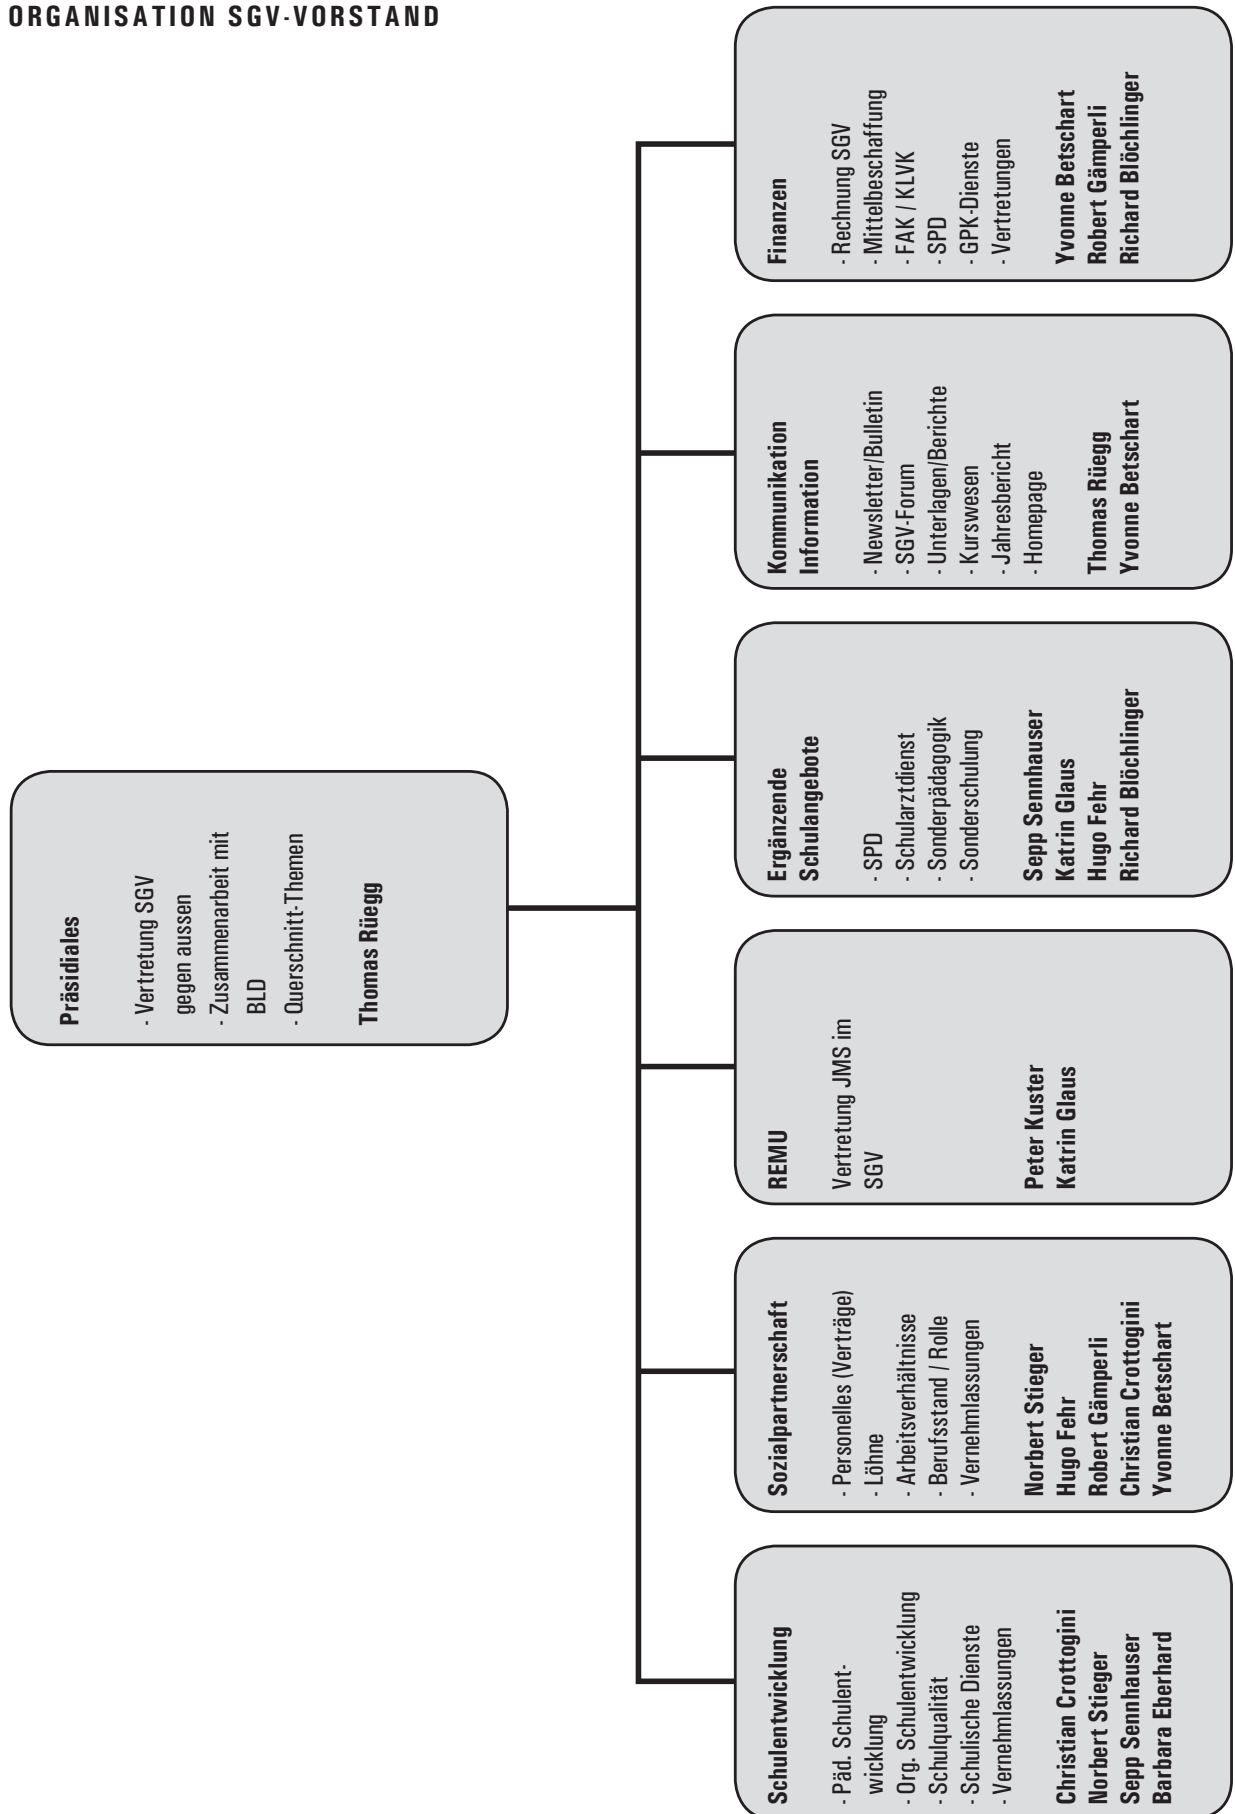 ORGANISATION SGV-VORSTAND
Präsidiales
- Vertretung SGV
gegen aussen
- Zusammenarbeit mit
BLD
- Querschnitt-Themen
Thomas Rüegg
Schulentwicklung
- Päd. Schulent-
wicklung
- Org. Schulentwicklung
- Schulqualität
- Schulische Dienste
- Vernehmlassungen
Christian Crottogini
Norbert Stieger
Sepp Sennhauser
Barbara Eberhard
Sozialpartnerschaft
- Personelles (Verträge)
- Löhne
- Arbeitsverhältnisse
- Berufsstand / Rolle
- Vernehmlassungen
Norbert Stieger
Hugo Fehr
Robert Gämperli
Christian Crottogini
Yvonne Betschart
REMU
Vertretung JMS im
SGV
Peter Kuster
Katrin Glaus
Ergänzende
Schulangebote
- SPD
- Schularztdienst
- Sonderpädagogik
- Sonderschulung
Sepp Sennhauser
Katrin Glaus
Hugo Fehr
Richard Blöchlinger
Kommunikation
Information
- Newsletter/Bulletin
- SGV-Forum
- Unterlagen/Berichte
- Kurswesen
- Jahresbericht
- Homepage
Thomas Rüegg
Yvonne Betschart
Finanzen
- Rechnung SGV
- Mittelbeschaffung
- FAK / KLVK
- SPD
- GPK-Dienste
- Vertretungen
Yvonne Betschart
Robert Gämperli
Richard Blöchlinger